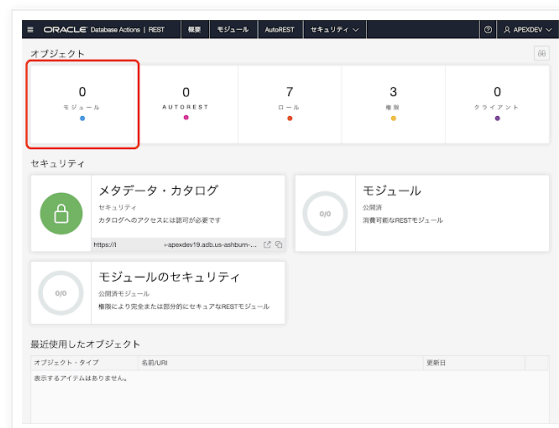 ORACLE Database Actions | REST 概要 モジュール AutoREST セキュリティ APEXDEV
オブジェクト
0 0 7 3 0
モジュール AUTOREST ロール 権限 クライアント
セキュリティ
メタデータ・カタログ
セキュリティ
カタログへのアクセスには認可が必要です
https://t =apexdev19.adb.us-ashburn-...
0/0
モジュール
公開済
消費可能なRESTモジュール
0/0
モジュールのセキュリティ
公開済モジュール
権限により完全または部分的にセキュアなRESTモジュール
最近使用したオブジェクト
オブジェクト・タイプ 名前/URI 更新日
表示するアイテムはありません。